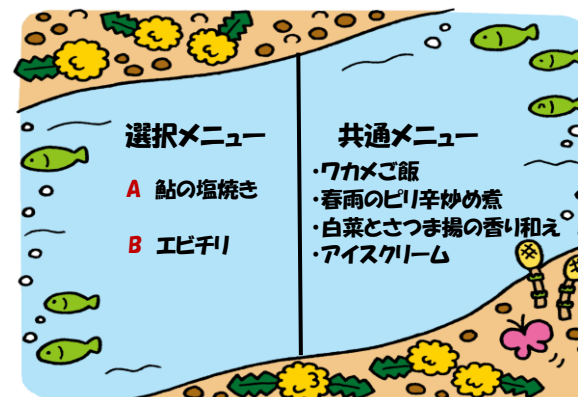 選択メニュー
A 鮎の塩焼き
B エビチリ
共通メニュー
・ワカメご飯
・春雨のピリ辛炒め煮
・白菜とさつま揚の香り和え
・アイスクリーム